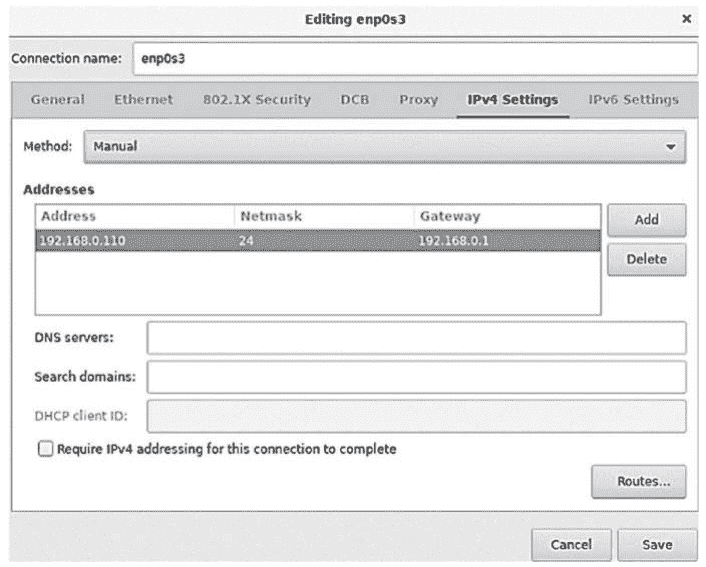 Editing enp0s3 ×
Connection name: enp0s3
General Ethernet 802.1X Security DCB Proxy IPv4 Settings IPv6 Settings
Method: Manual
Addresses
Address Netmask Gateway Add
192.168.0.110 24 192.168.0.1
Delete
DNS servers:
Search domains:
DHCP client ID:
Require IPv4 addressing for this connection to complete
Routes...
Cancel Save